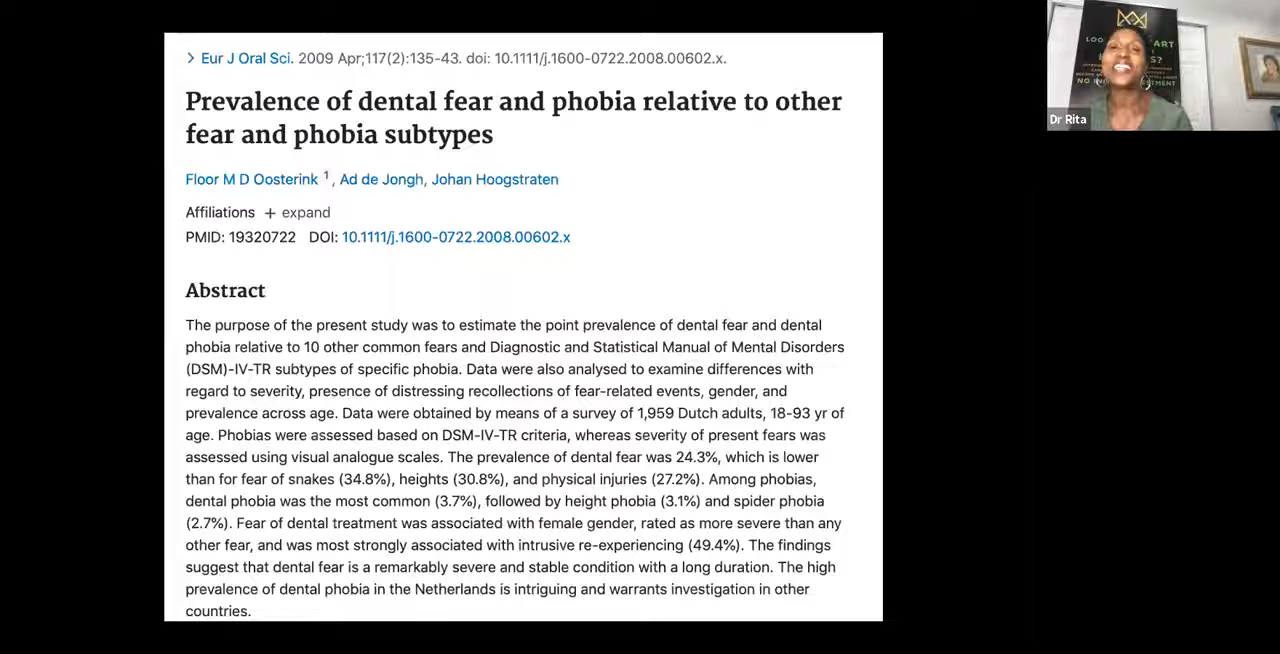 > Eur J Oral Sci. 2009 Apr;117(2):135-43. doi: 10.1111/j.1600-0722.2008.00602.x.
Prevalence of dental fear and phobia relative to other
fear and phobia subtypes
Floor M D Oosterink 1 , Ad de Jongh, Johan Hoogstraten
Affiliations + expand
PMID: 19320722 DOI: 10.1111/j.1600-0722.2008.00602.x
Abstract
The purpose of the present study was to estimate the point prevalence of dental fear and dental
phobia relative to 10 other common fears and Diagnostic and Statistical Manual of Mental Disorders
(DSM)-IV-TR subtypes of specific phobia. Data were also analysed to examine differences with
regard to severity, presence of distressing recollections of fear-related events, gender, and
prevalence across age. Data were obtained by means of a survey of 1,959 Dutch adults, 18-93 yr of
age. Phobias were assessed based on DSM-IV-TR criteria, whereas severity of present fears was
assessed using visual analogue scales. The prevalence of dental fear was 24.3%, which is lower
than for fear of snakes (34.8%), heights (30.8%), and physical injuries (27.2%). Among phobias,
dental phobia was the most common (3.7%), followed by height phobia (3.1%) and spider phobia
(2.7%). Fear of dental treatment was associated with female gender, rated as more severe than any
other fear, and was most strongly associated with intrusive re-experiencing (49.4%). The findings
suggest that dental fear is a remarkably severe and stable condition with a long duration. The high
prevalence of dental phobia in the Netherlands is intriguing and warrants investigation in other
countries.
LOO ART
S?
NO IN TMENT
Dr Rita